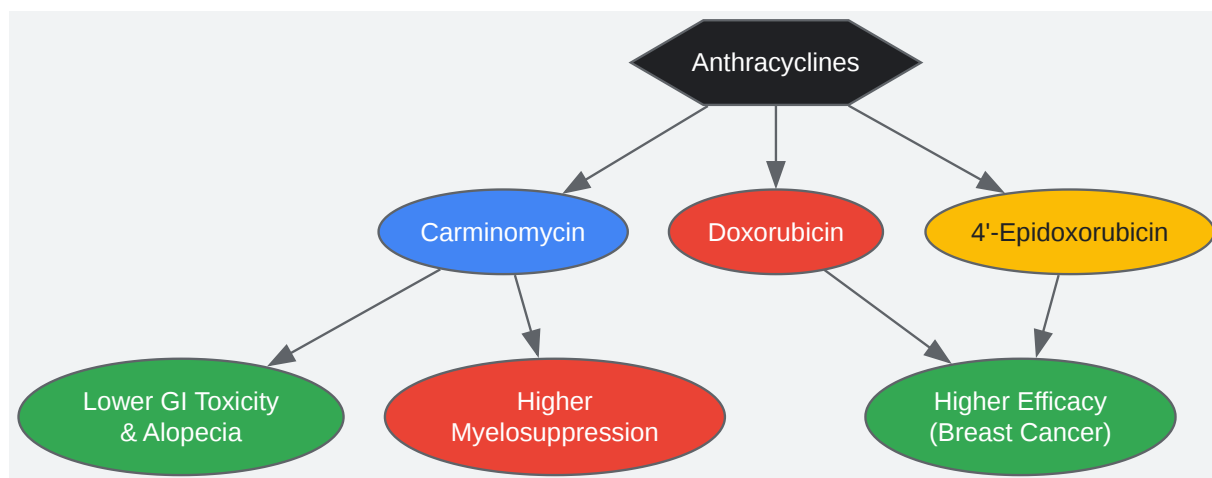 Anthracyclines
Carminomycin
Doxorubicin
4'-Epidoxorubicin
Lower GI Toxicity
& Alopecia
Higher
Myelosuppression
Higher Efficacy
(Breast Cancer)